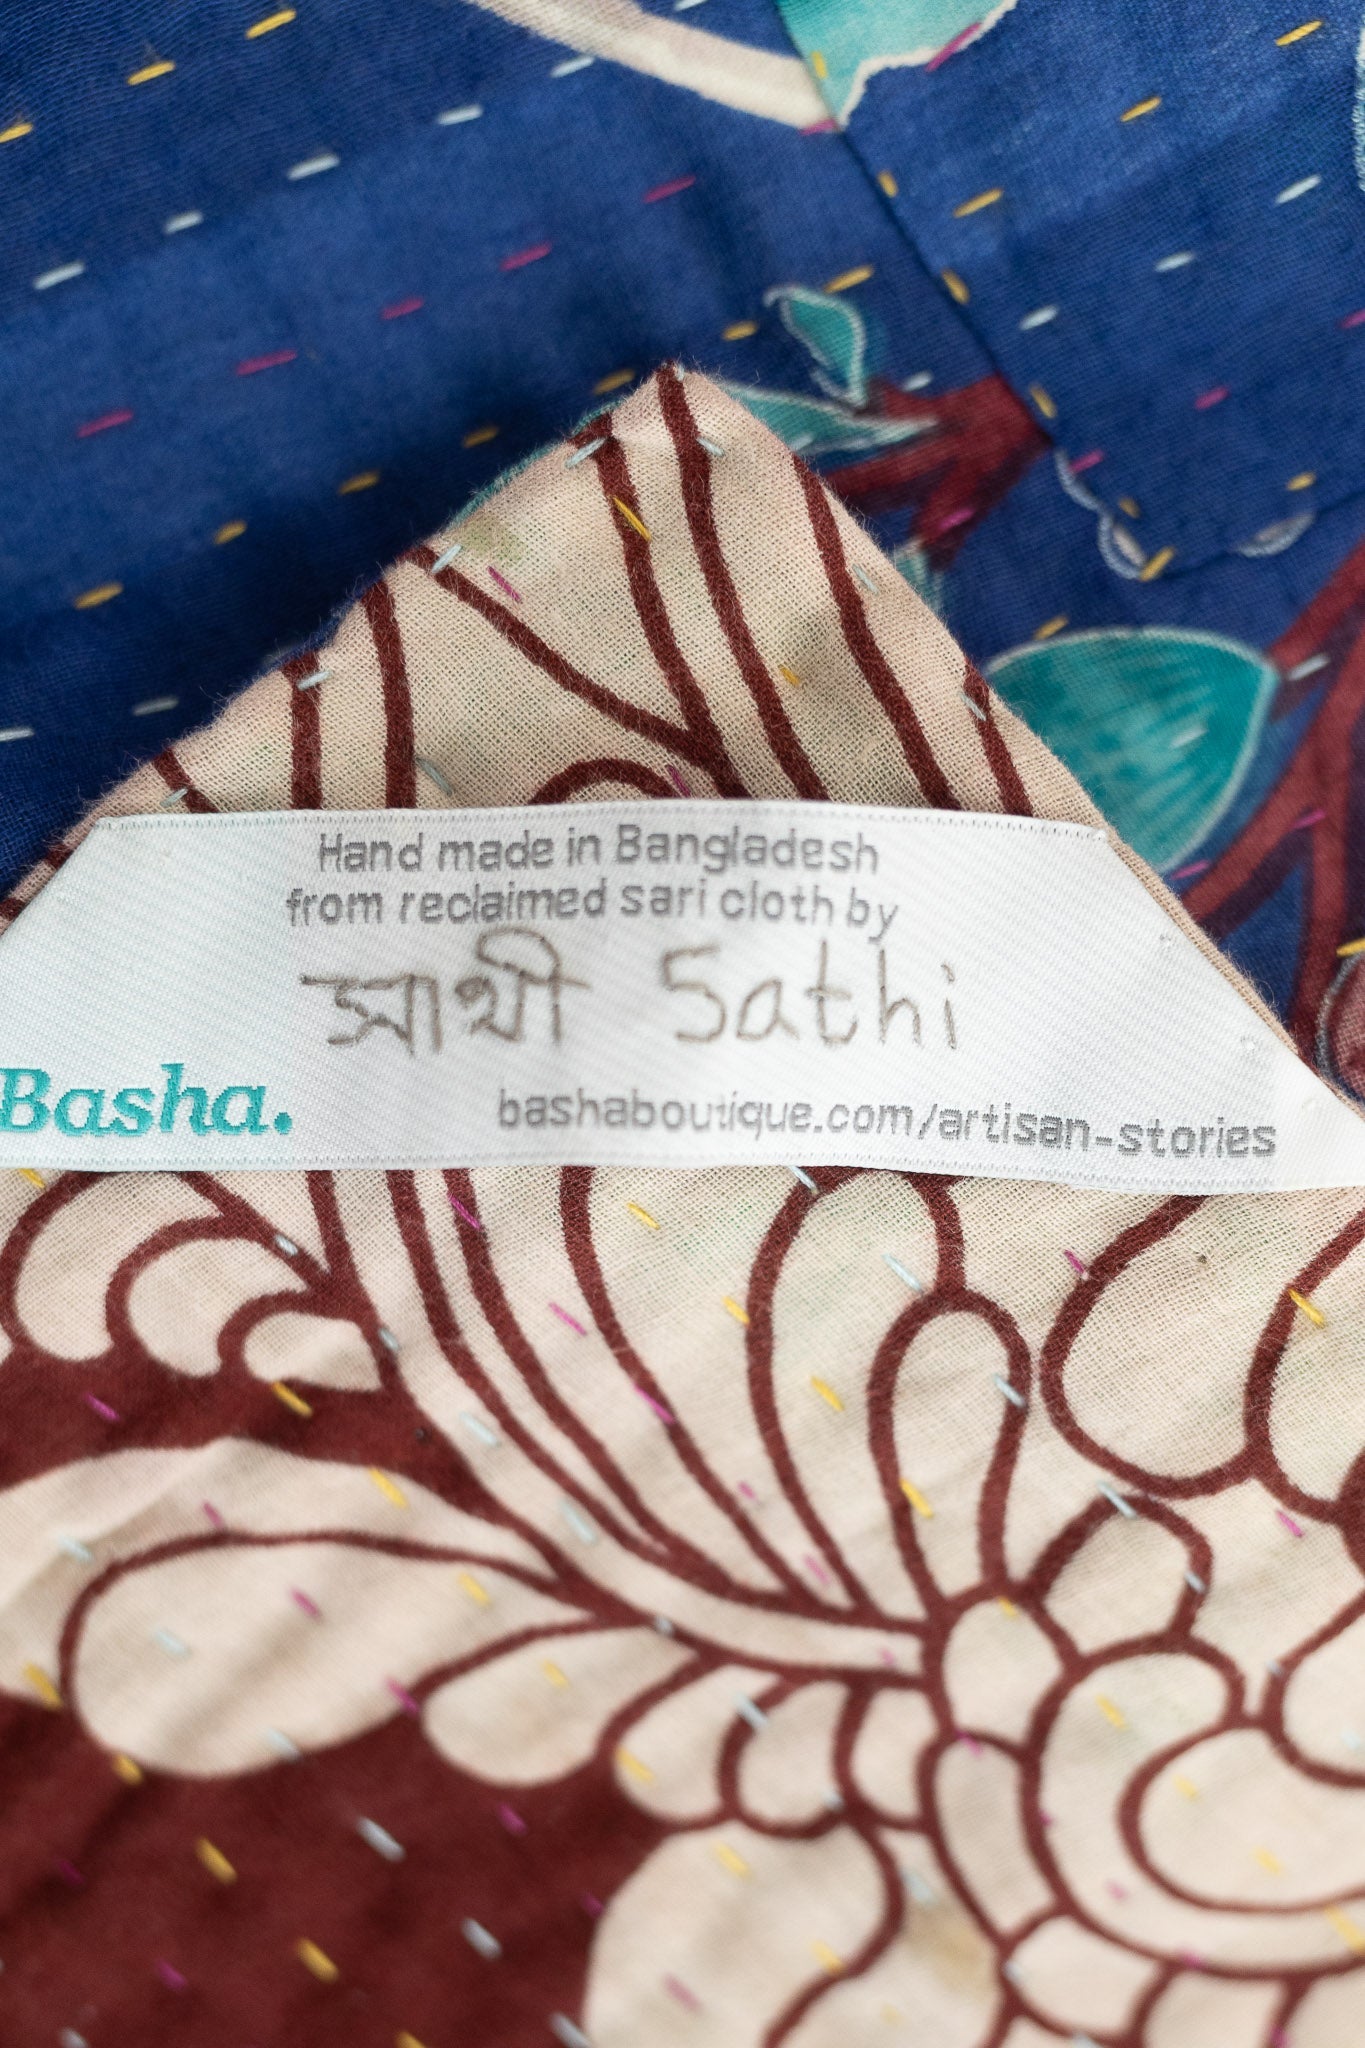 Hand made in Bangladesh
from reclaimed sari cloth by
সাথী Sathi
Basha.
bashaboutique.com/artisan-stories